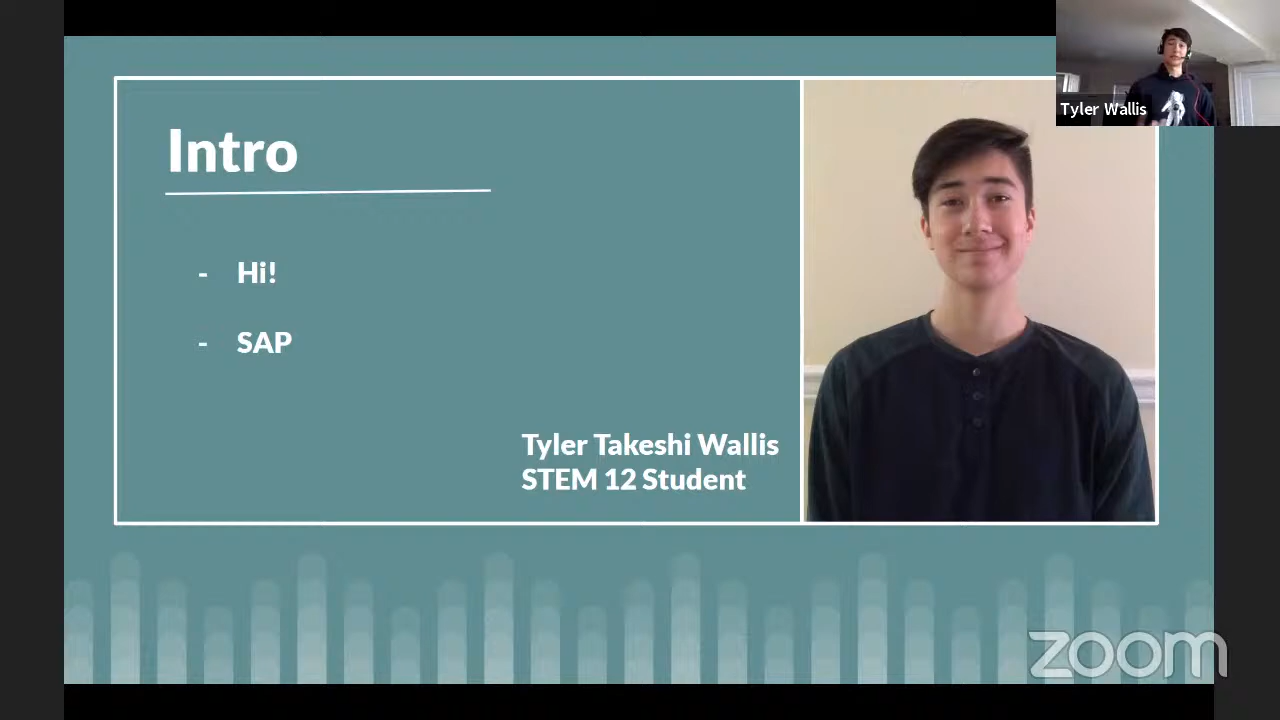 Intro
- Hi!
- SAP
Tyler Takeshi Wallis
STEM 12 Student
Tyler Wallis
zoom